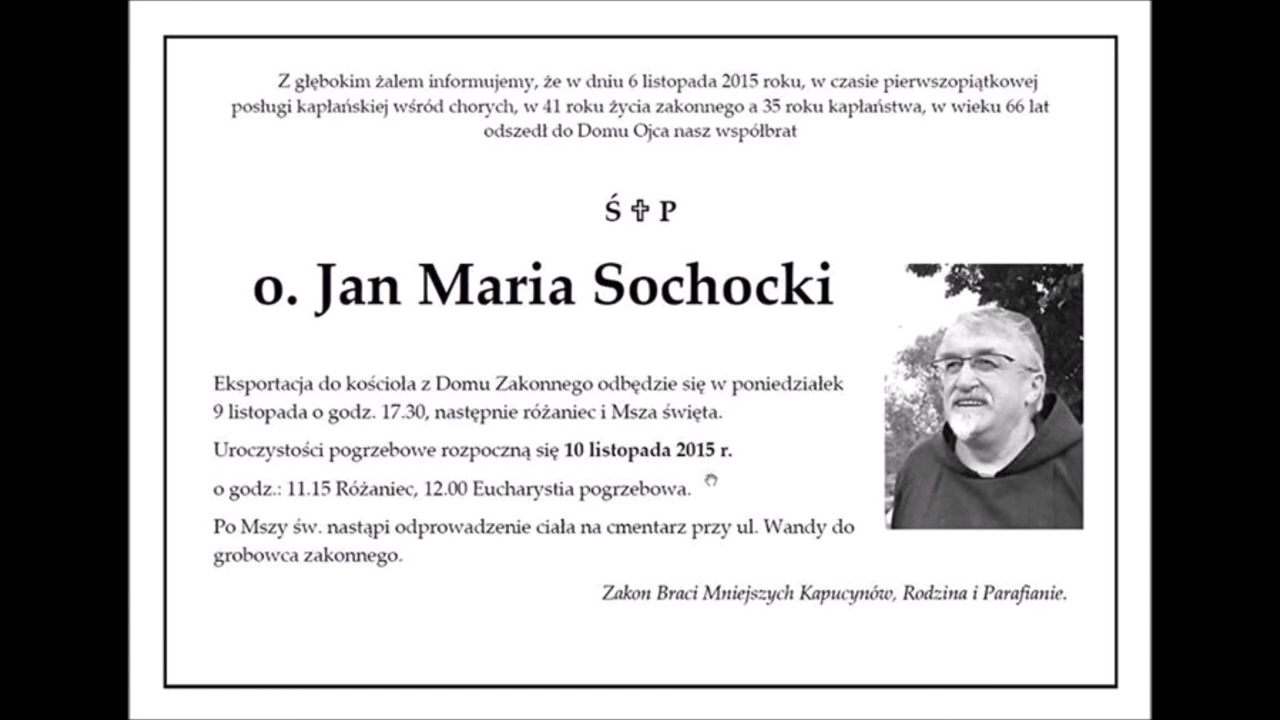 Z głębokim żalem informujemy, że w dniu 6 listopada 2015 roku, w czasie pierwszopiątkowej
posługi kapłańskiej wśród chorych, w 41 roku życia zakonnego a 35 roku kapłaństwa, w wieku 66 lat
odszedł do Domu Ojca nasz współbrat
Ś ✞ P
o. Jan Maria Sochocki
Eksportacja do kościoła z Domu Zakonnego odbędzie się w poniedziałek
9 listopada o godz. 17.30, następnie różaniec i Msza święta.
Uroczystości pogrzebowe rozpoczną się 10 listopada 2015 r.
o godz.: 11.15 Różaniec, 12.00 Eucharystia pogrzebowa.
Po Mszy św. nastąpi odprowadzenie ciała na cmentarz przy ul. Wandy do
grobowca zakonnego.
Zakon Braci Mniejszych Kapucynów, Rodzina i Parafianie.